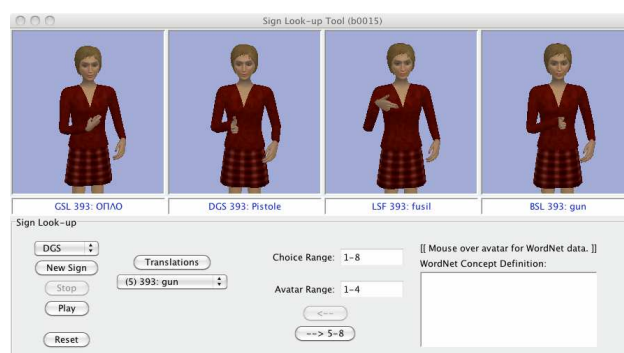 Sign Look-up Tool (b0015)
GSL 393: ΟΠΛΟ
DGS 393: Pistole
LSF 393: fusil
BSL 393: gun
Sign Look-up
DGS
New Sign
Stop
Play
Reset
Translations
(5) 393: gun
Choice Range: 1-8
Avatar Range: 1-4
<--
--> 5-8
[[ Mouse over avatar for WordNet data. ]]
WordNet Concept Definition: